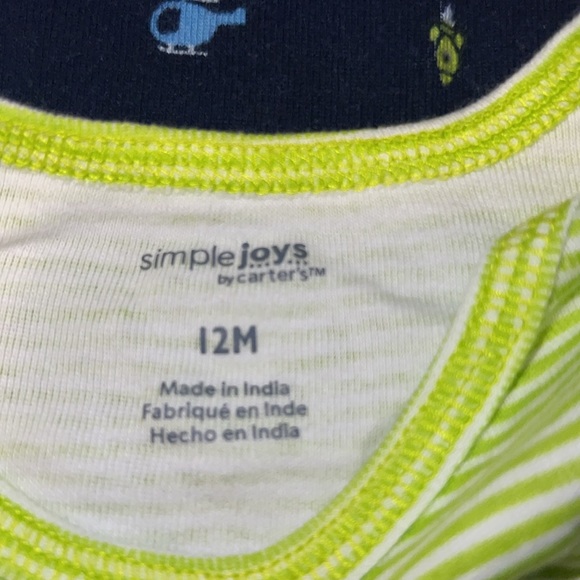 simple joys
by carter's™
12M
Made in India
Fabriqué en Inde
Hecho en India